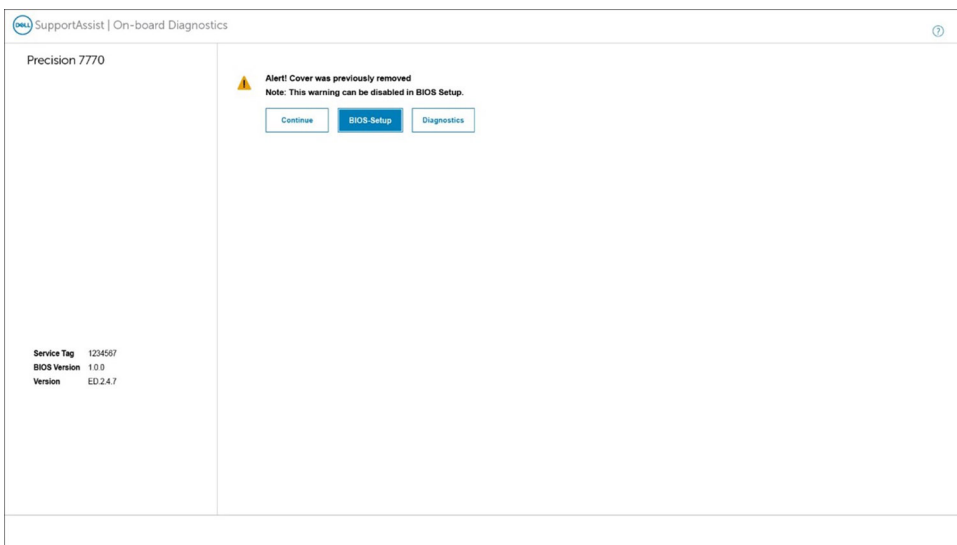 DELL SupportAssist | On-board Diagnostics
?
Precision 7770
Alert! Cover was previously removed
Note: This warning can be disabled in BIOS Setup.
Continue BIOS-Setup Diagnostics
Service Tag 1234567
BIOS Version 1.0.0
Version ED.2.4.7